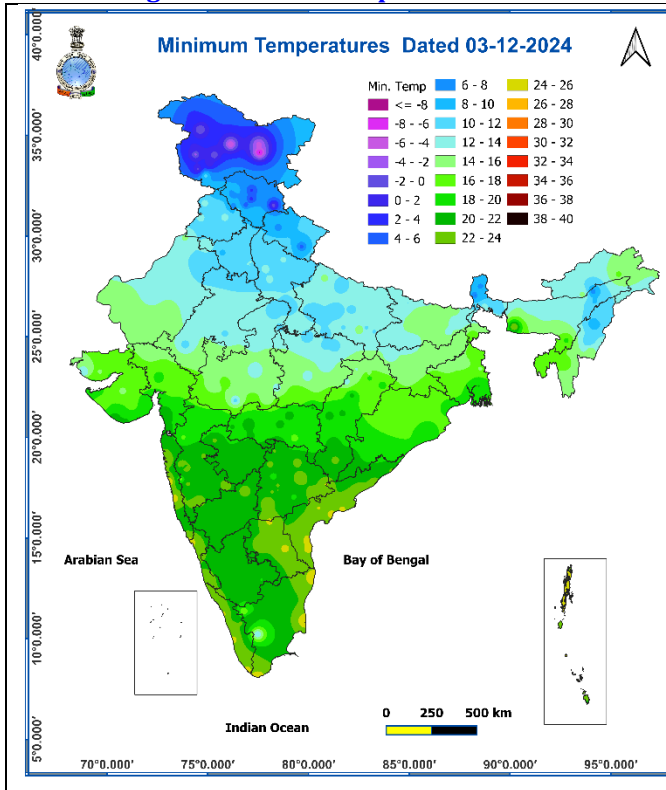 Minimum Temperatures Dated 03-12-2024
Min. Temp
<= -8
-8 - -6
-6 - -4
-4 - -2
-2 - 0
0 - 2
2 - 4
4 - 6
6 - 8
8 - 10
10 - 12
12 - 14
14 - 16
16 - 18
18 - 20
20 - 22
22 - 24
24 - 26
26 - 28
28 - 30
30 - 32
32 - 34
34 - 36
36 - 38
38 - 40
40°0.000'
35°0.000'
30°0.000'
25°0.000'
20°0.000'
15°0.000'
10°0.000'
5°0.000'
Arabian Sea
Bay of Bengal
Indian Ocean
0 250 500 km
70°0.000' 75°0.000' 80°0.000' 85°0.000' 90°0.000' 95°0.000'